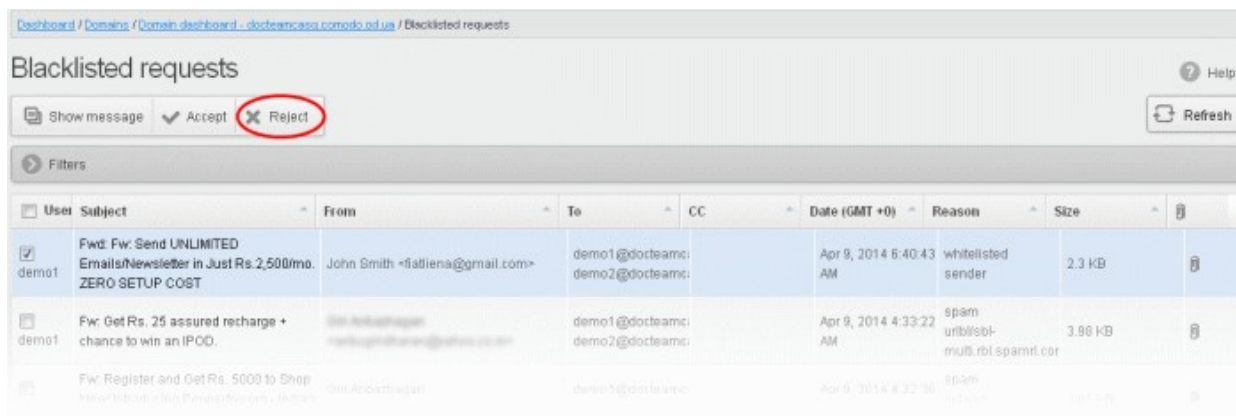 Dashboard / Domains / Domain dashboard - docteamcasg.comodo.od.ua / Blacklisted requests
Blacklisted requests
Help
Show message Accept Reject
Refresh
Filters
User Subject From To CC Date (GMT +0) Reason Size
Fwd: Fw: Send UNLIMITED
Emails/Newsletter in Just Rs.2,500/mo.
ZERO SETUP COST
demo1
John Smith <fiatliena@gmail.com>
demo1@docteamc
demo2@docteamc
Apr 9, 2014 6:40:43
AM
whitelisted
sender
2.3 KB
Fw: Get Rs. 25 assured recharge +
chance to win an IPOD.
demo1
demo1@docteamc
demo2@docteamc
Apr 9, 2014 4:33:22
AM
spam
multi.rbl.spamrl.cor
3.98 KB
Fw: Register and Get Rs. 5000 to Shop
demo1@docteamc
spam